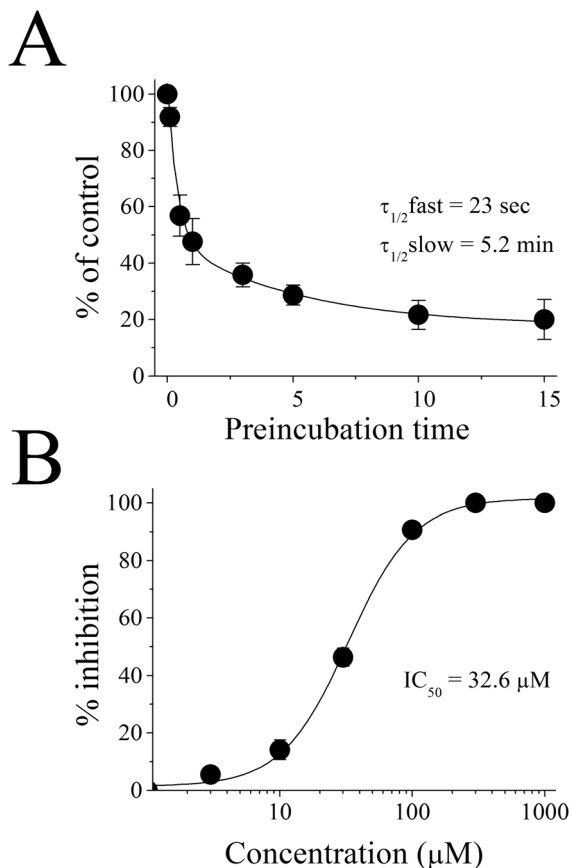 A
100
80
60
40
20
0
% of control
τ1/2fast = 23 sec
τ1/2slow = 5.2 min
0 5 10 15
Preincubation time
B
100
80
60
40
20
0
% inhibition
IC50 = 32.6 μM
10 100 1000
Concentration (μM)